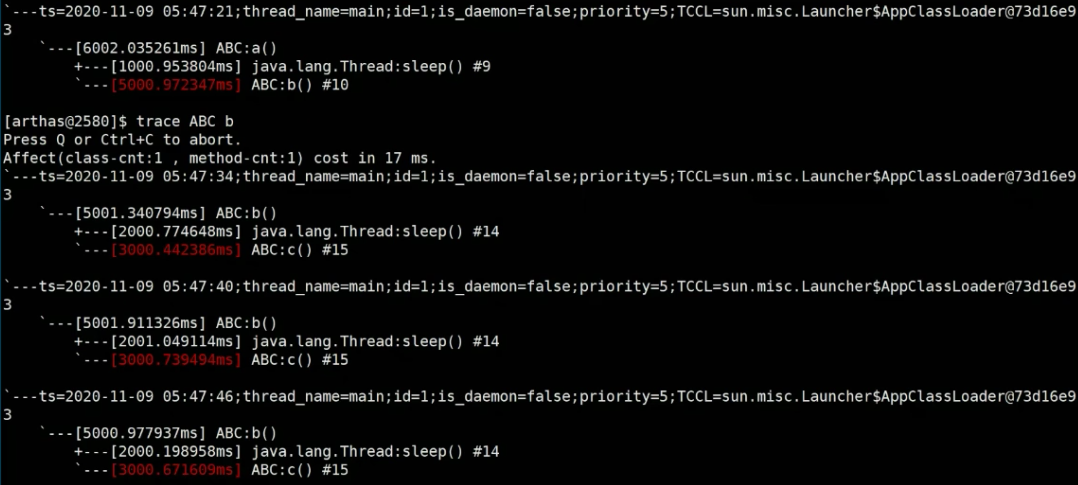 `---ts=2020-11-09 05:47:21;thread_name=main;id=1;is_daemon=false;priority=5;TCCL=sun.misc.Launcher$AppClassLoader@73d16e9
3
    `---[6002.035261ms] ABC:a()
        +---[1000.953804ms] java.lang.Thread:sleep() #9
        `---[5000.972347ms] ABC:b() #10
[arthas@2580]$ trace ABC b
Press Q or Ctrl+C to abort.
Affect(class-cnt:1 , method-cnt:1) cost in 17 ms.
`---ts=2020-11-09 05:47:34;thread_name=main;id=1;is_daemon=false;priority=5;TCCL=sun.misc.Launcher$AppClassLoader@73d16e9
3
    `---[5001.340794ms] ABC:b()
        +---[2000.774648ms] java.lang.Thread:sleep() #14
        `---[3000.442386ms] ABC:c() #15
`---ts=2020-11-09 05:47:40;thread_name=main;id=1;is_daemon=false;priority=5;TCCL=sun.misc.Launcher$AppClassLoader@73d16e9
3
    `---[5001.911326ms] ABC:b()
        +---[2001.049114ms] java.lang.Thread:sleep() #14
        `---[3000.739494ms] ABC:c() #15
`---ts=2020-11-09 05:47:46;thread_name=main;id=1;is_daemon=false;priority=5;TCCL=sun.misc.Launcher$AppClassLoader@73d16e9
3
    `---[5000.977937ms] ABC:b()
        +---[2000.198958ms] java.lang.Thread:sleep() #14
        `---[3000.671609ms] ABC:c() #15